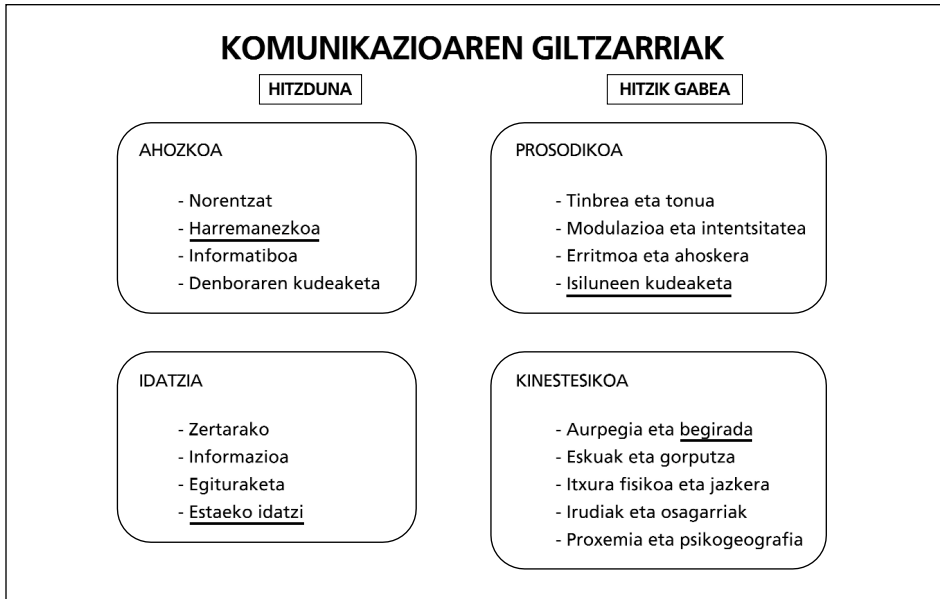 KOMUNIKAZIOAREN GILTZARRIAK
HITZDUNA
HITZIK GABEA
AHOZKOA
- Norentzat
- Harremanezkoa
- Informatiboa
- Denboraren kudeaketa
PROSODIKOA
- Tinbrea eta tonua
- Modulazioa eta intentsitatea
- Erritmoa eta ahoskera
- Isiluneen kudeaketa
IDATZIA
- Zertarako
- Informazioa
- Egituraketa
- Estaeko idatzi
KINESTESIKOA
- Aurpegia eta begirada
- Eskuak eta gorputza
- Itxura fisikoa eta jazkera
- Irudiak eta osagarriak
- Proxemia eta psikogeografia